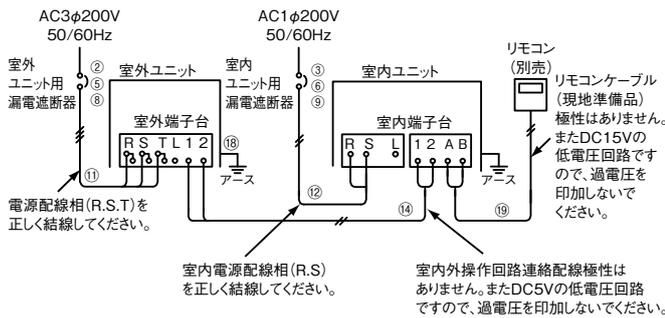 AC3φ200V
50/60Hz
AC1φ200V
50/60Hz
室外
ユニット用
漏電遮断器
②
⑤
⑧
室外ユニット
室外端子台
R S T L 1 2
⑱
アース
⑪
電源配線相(R.S.T)を
正しく結線してください。
室内
ユニット用
漏電遮断器
③
⑥
⑨
室内ユニット
室内端子台
R S L
1 2 A B
アース
⑫
⑭
⑲
リモコン
(別売)
リモコンケーブル
(現地準備品)
極性はありません。
またDC15Vの
低電圧回路です
ので、過電圧を
印加しないで
ください。
室内電源配線相(R.S)
を正しく結線してください。
室内外操作回路連絡配線極性は
ありません。またDC5Vの低電圧回路
ですので、過電圧を印加しないでください。